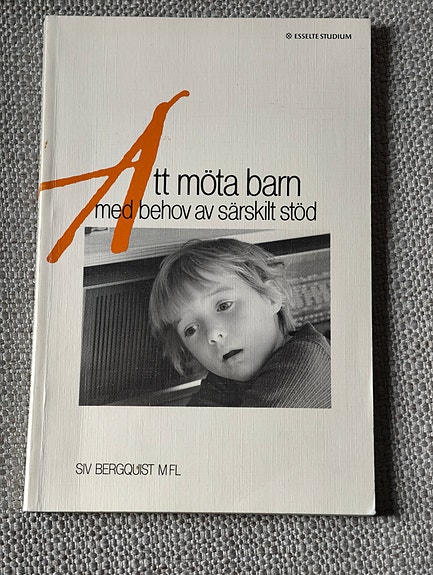 ESSELTE STUDIUM
Att möta barn
med behov av särskilt stöd
SIV BERGQUIST M FL